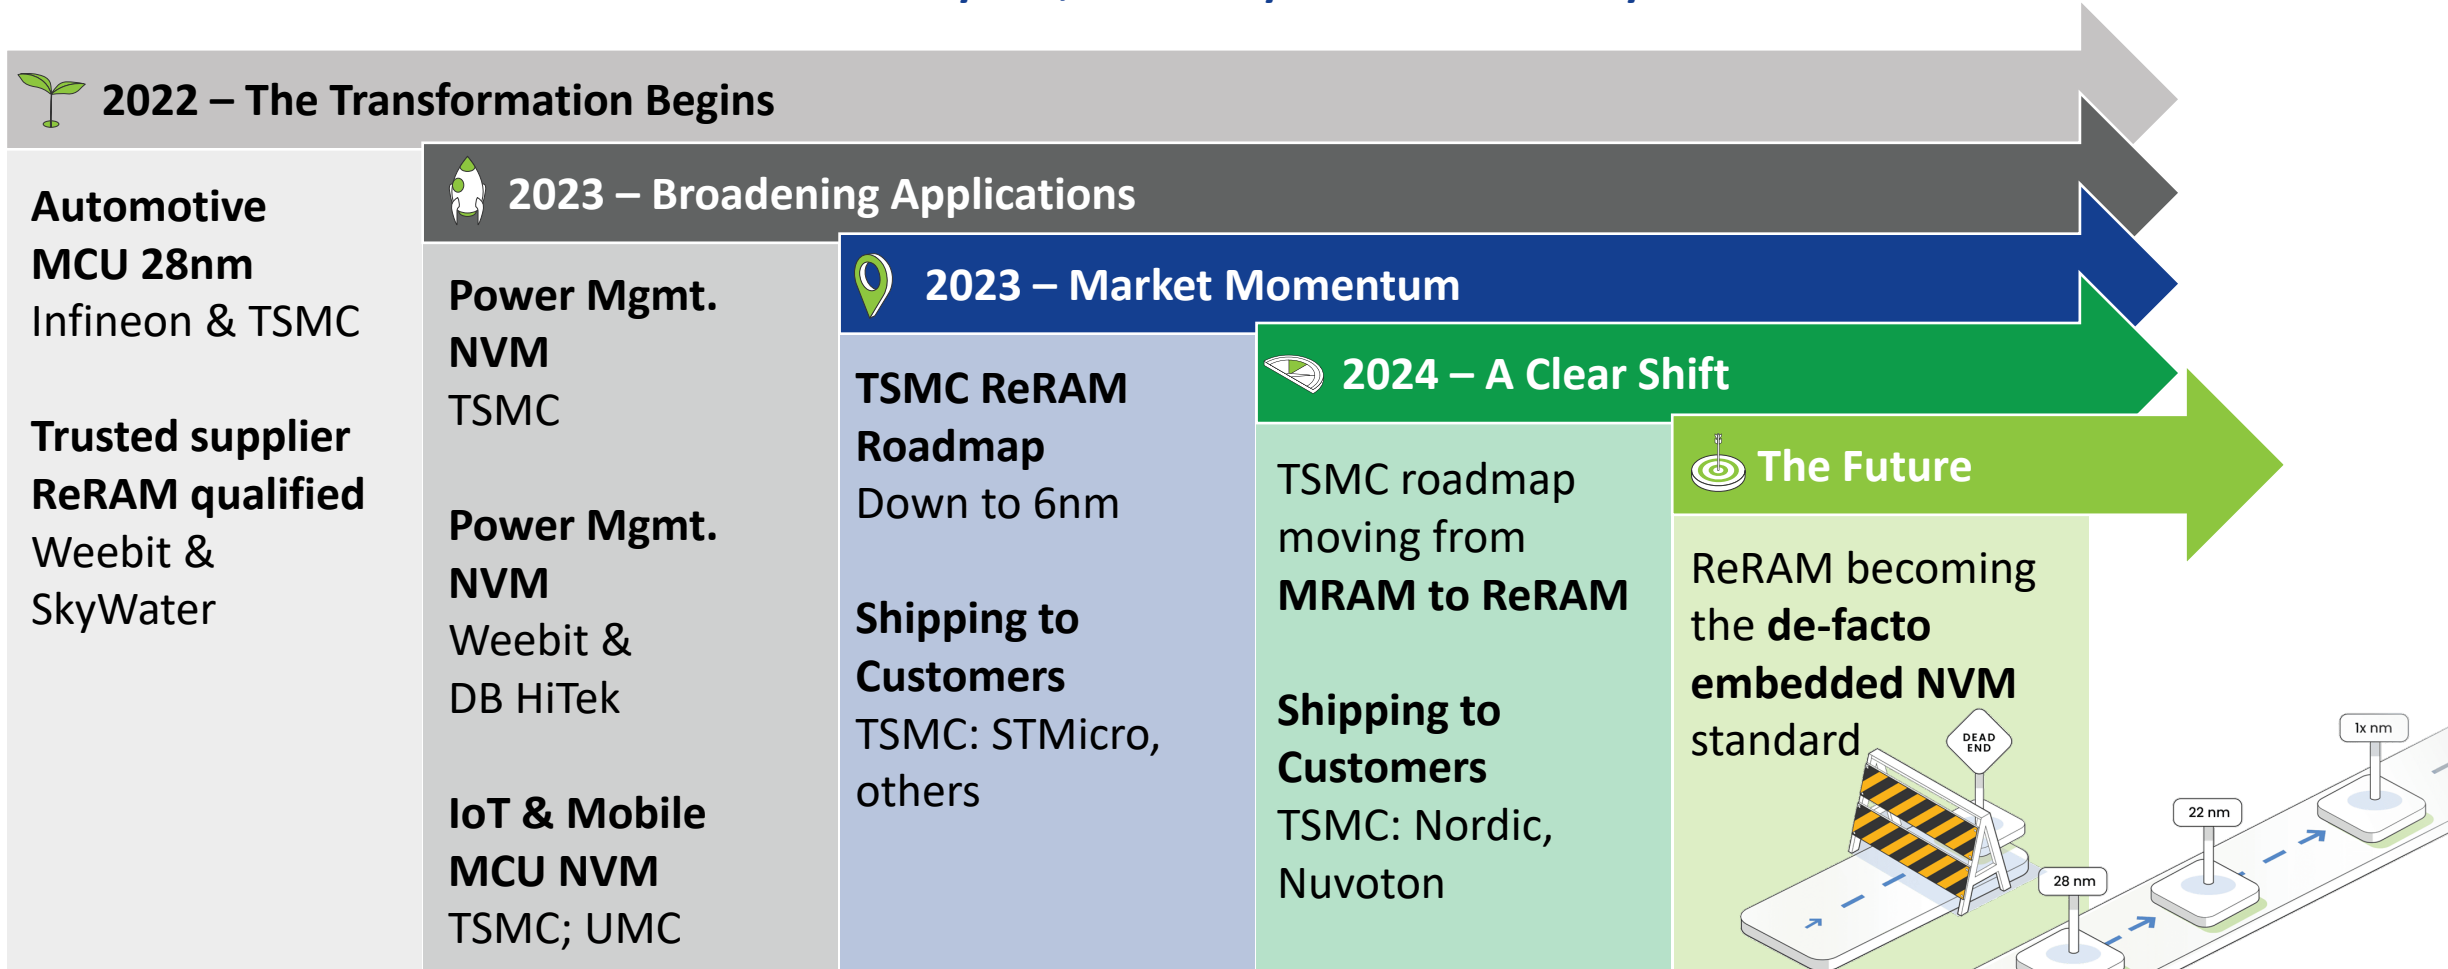 2022 – The Transformation Begins
Automotive
MCU 28nm
Infineon & TSMC
Trusted supplier
ReRAM qualified
Weebit &
SkyWater
2023 – Broadening Applications
Power Mgmt.
NVM
TSMC
Power Mgmt.
NVM
Weebit &
DB HiTek
IoT & Mobile
MCU NVM
TSMC; UMC
2023 – Market Momentum
TSMC ReRAM
Roadmap
Down to 6nm
Shipping to
Customers
TSMC: STMicro,
others
2024 – A Clear Shift
TSMC roadmap
moving from
MRAM to ReRAM
Shipping to
Customers
TSMC: Nordic,
Nuvoton
The Future
ReRAM becoming
the de-facto
embedded NVM
standard
DEAD
END
28 nm
22 nm
1x nm